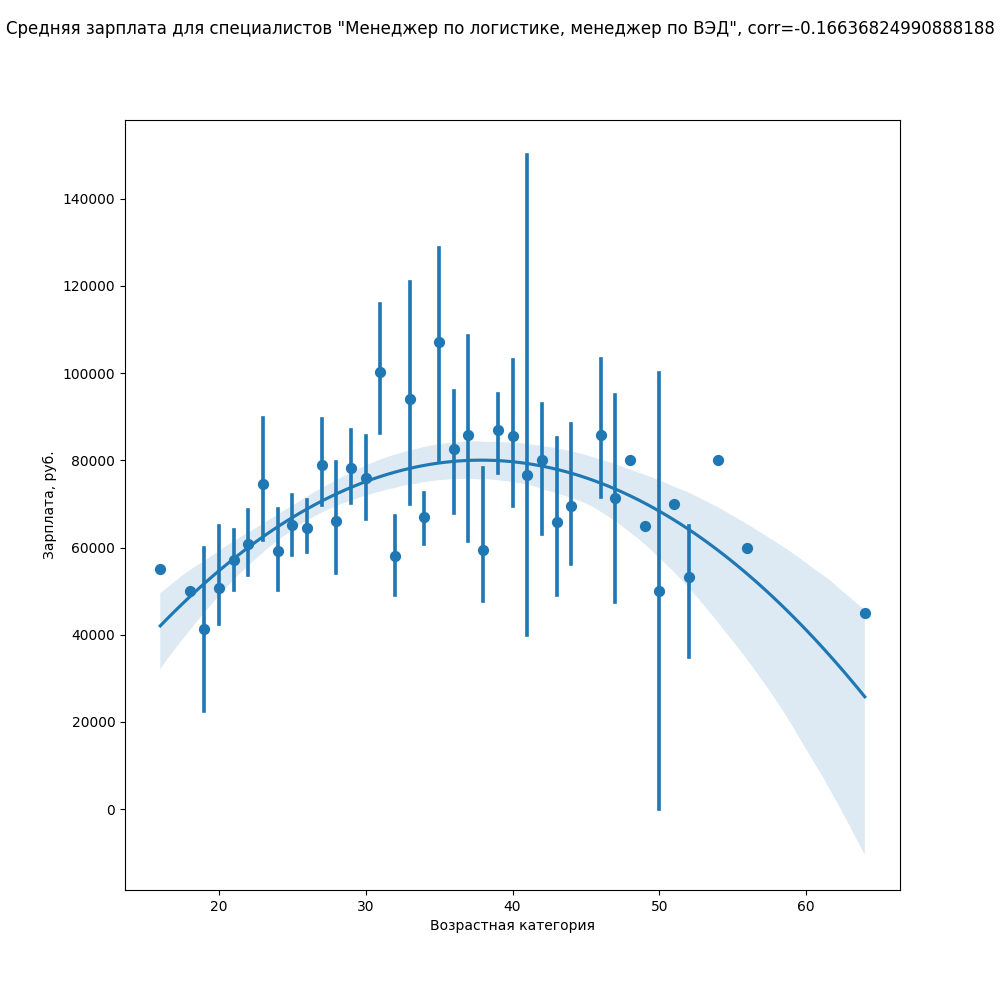 Средняя зарплата для специалистов "Менеджер по логистике, менеджер по ВЭД", corr=-0.16636824990888188
140000
120000
100000
80000
60000
40000
20000
0
Зарплата, руб.
20 30 40 50 60
Возрастная категория